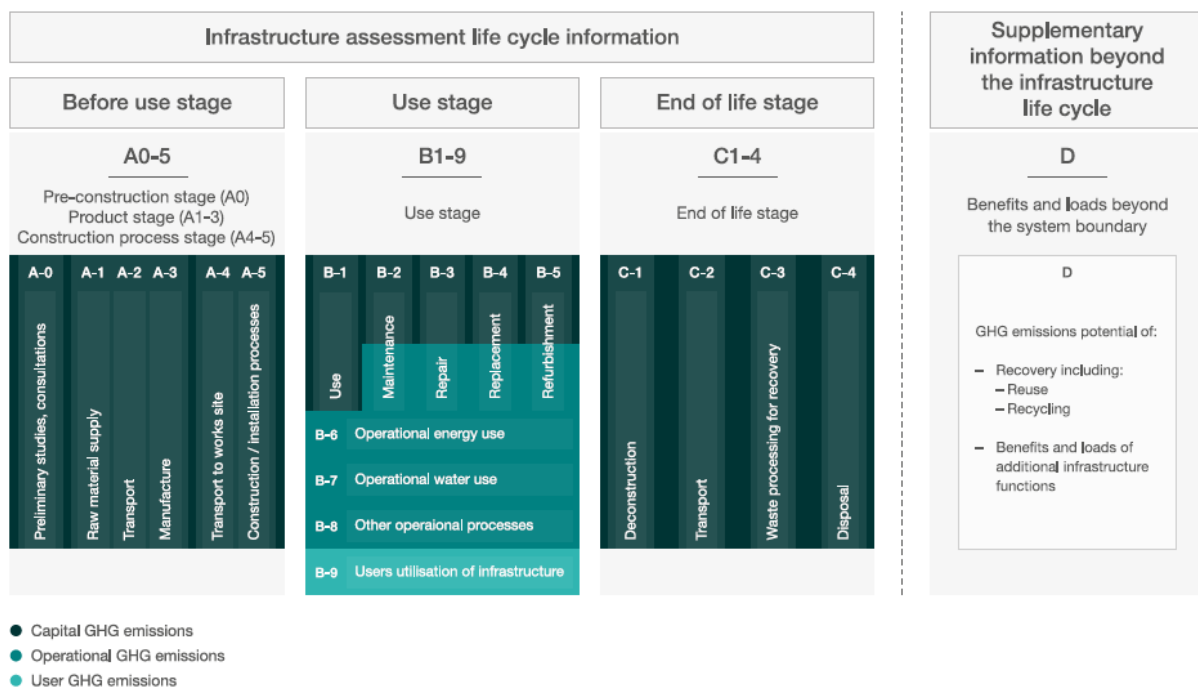 Infrastructure assessment life cycle information
Supplementary
information beyond
the infrastructure
life cycle
Before use stage
Use stage
End of life stage
A0-5
Pre-construction stage (A0)
Product stage (A1-3)
Construction process stage (A4-5)
B1-9
Use stage
C1-4
End of life stage
D
Benefits and loads beyond
the system boundary
A-0
Preliminary studies, consultations
A-1
Raw material supply
A-2
Transport
A-3
Manufacture
A-4
Transport to works site
A-5
Construction / installation processes
B-1
Use
B-2
Maintenance
B-3
Repair
B-4
Replacement
B-5
Refurbishment
B-6 Operational energy use
B-7 Operational water use
B-8 Other operaional processes
B-9 Users utilisation of infrastructure
C-1
Deconstruction
C-2
Transport
C-3
Waste processing for recovery
C-4
Disposal
D
GHG emissions potential of:
– Recovery including:
– Reuse
– Recycling
– Benefits and loads of
additional infrastructure
functions
Capital GHG emissions
Operational GHG emissions
User GHG emissions